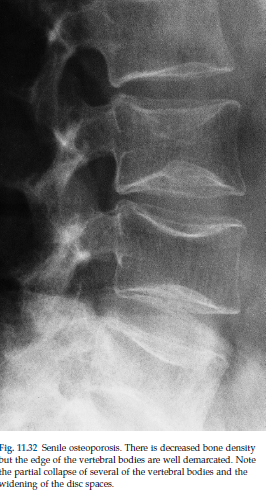 Fig. 11.32 Senile osteoporosis. There is decreased bone density
but the edge of the vertebral bodies are well demarcated. Note
the partial collapse of several of the vertebral bodies and the
widening of the disc spaces.